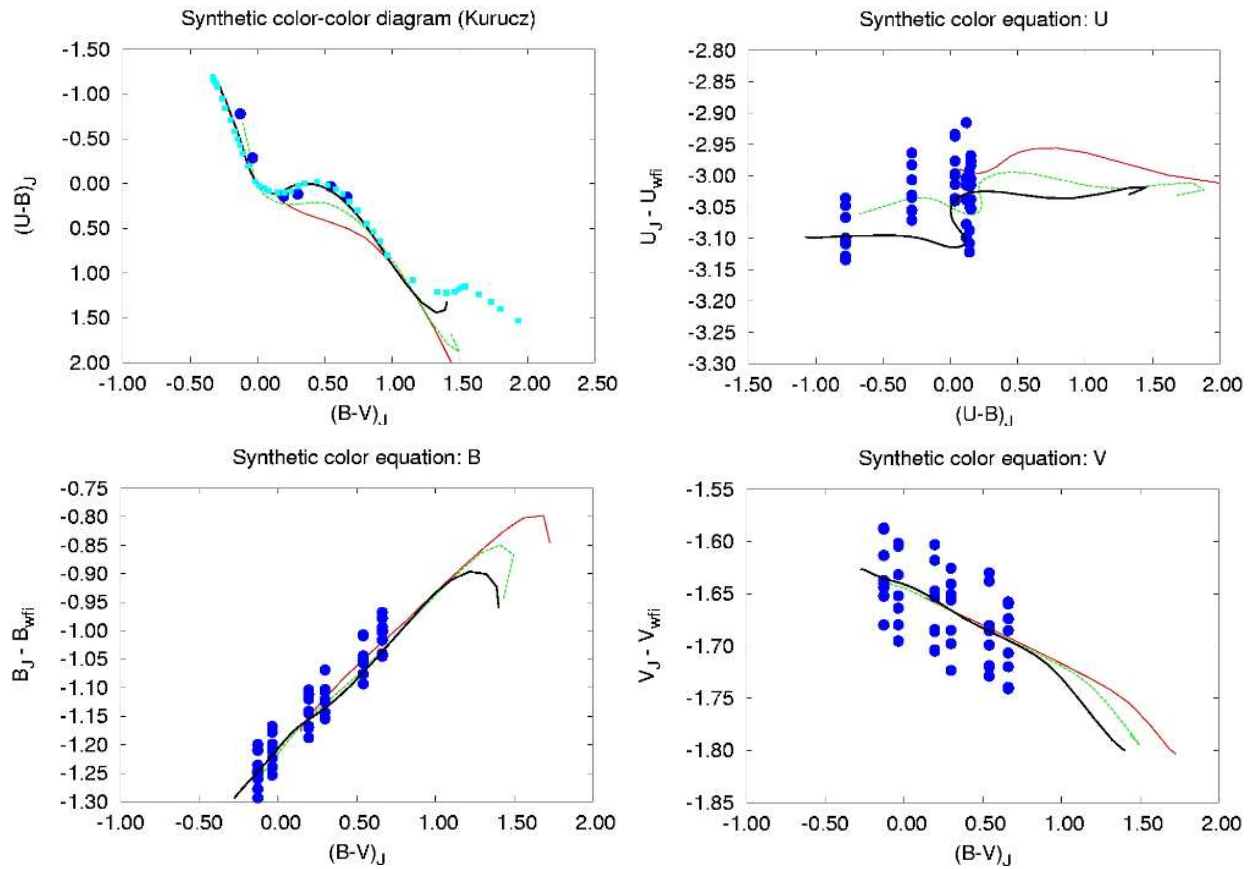 Synthetic color-color diagram (Kurucz)
-1.50
-1.00
-0.50
0.00
0.50
1.00
1.50
2.00
(U-B)J
-1.00 -0.50 0.00 0.50 1.00 1.50 2.00 2.50
(B-V)J
Synthetic color equation: U
-2.80
-2.85
-2.90
-2.95
-3.00
-3.05
-3.10
-3.15
-3.20
-3.25
-3.30
UJ - Uwfi
-1.50 -1.00 -0.50 0.00 0.50 1.00 1.50 2.00
(U-B)J
Synthetic color equation: B
-0.75
-0.80
-0.85
-0.90
-0.95
-1.00
-1.05
-1.10
-1.15
-1.20
-1.25
-1.30
BJ - Bwfi
-1.00 -0.50 0.00 0.50 1.00 1.50 2.00
(B-V)J
Synthetic color equation: V
-1.55
-1.60
-1.65
-1.70
-1.75
-1.80
-1.85
VJ - Vwfi
-1.00 -0.50 0.00 0.50 1.00 1.50 2.00
(B-V)J